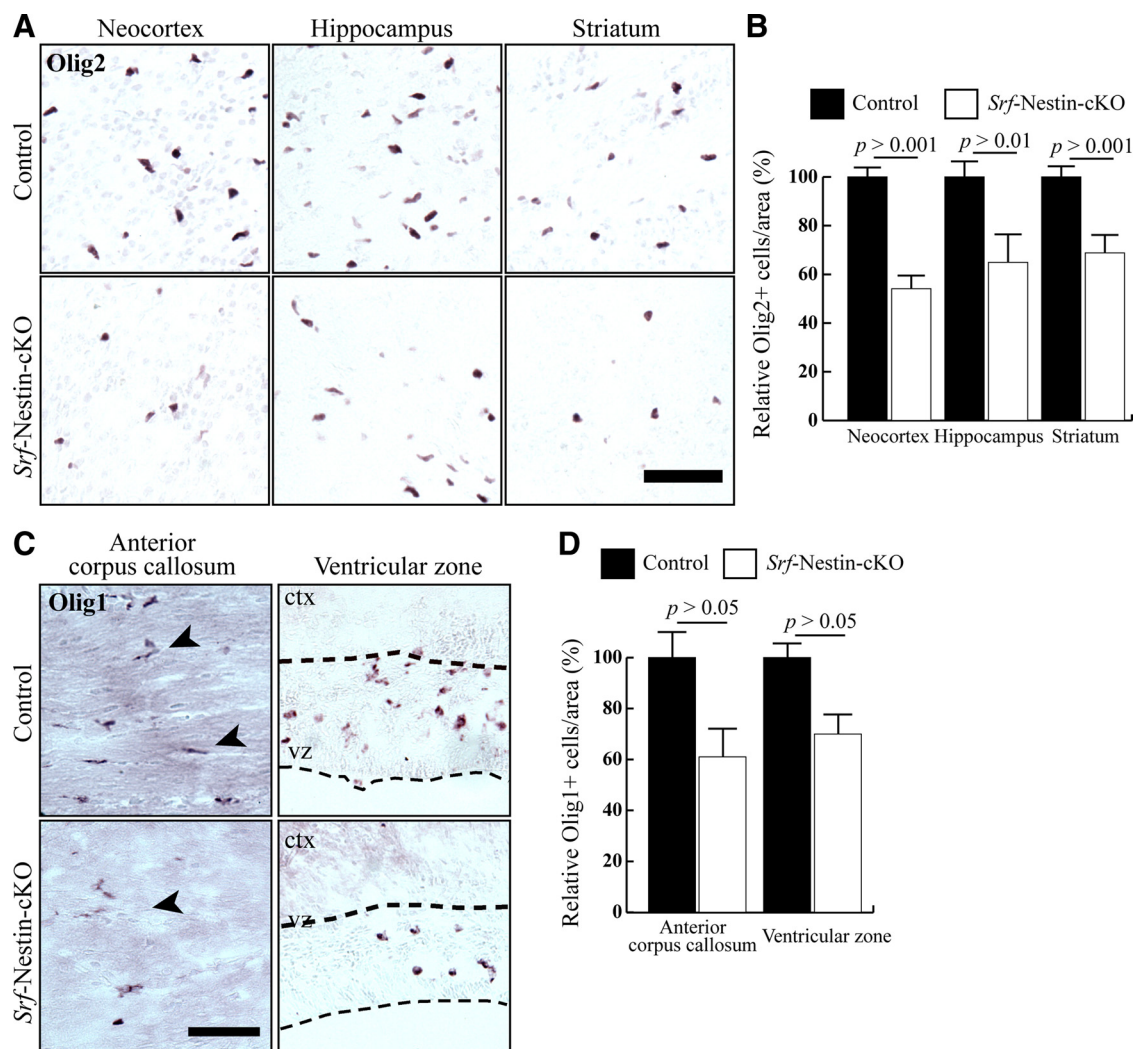 A
Neocortex
Hippocampus
Striatum
Olig2
Control
Srf-Nestin-cKO
B
Control
Srf-Nestin-cKO
p > 0.001
p > 0.01
p > 0.001
Relative Olig2+ cells/area (%)
100
80
60
40
20
0
Neocortex
Hippocampus
Striatum
C
Anterior
corpus callosum
Ventricular zone
Olig1
ctx
vz
Control
ctx
vz
Srf-Nestin-cKO
D
Control
Srf-Nestin-cKO
p > 0.05
p > 0.05
Relative Olig1+ cells/area (%)
100
80
60
40
20
0
Anterior
corpus callosum
Ventricular zone